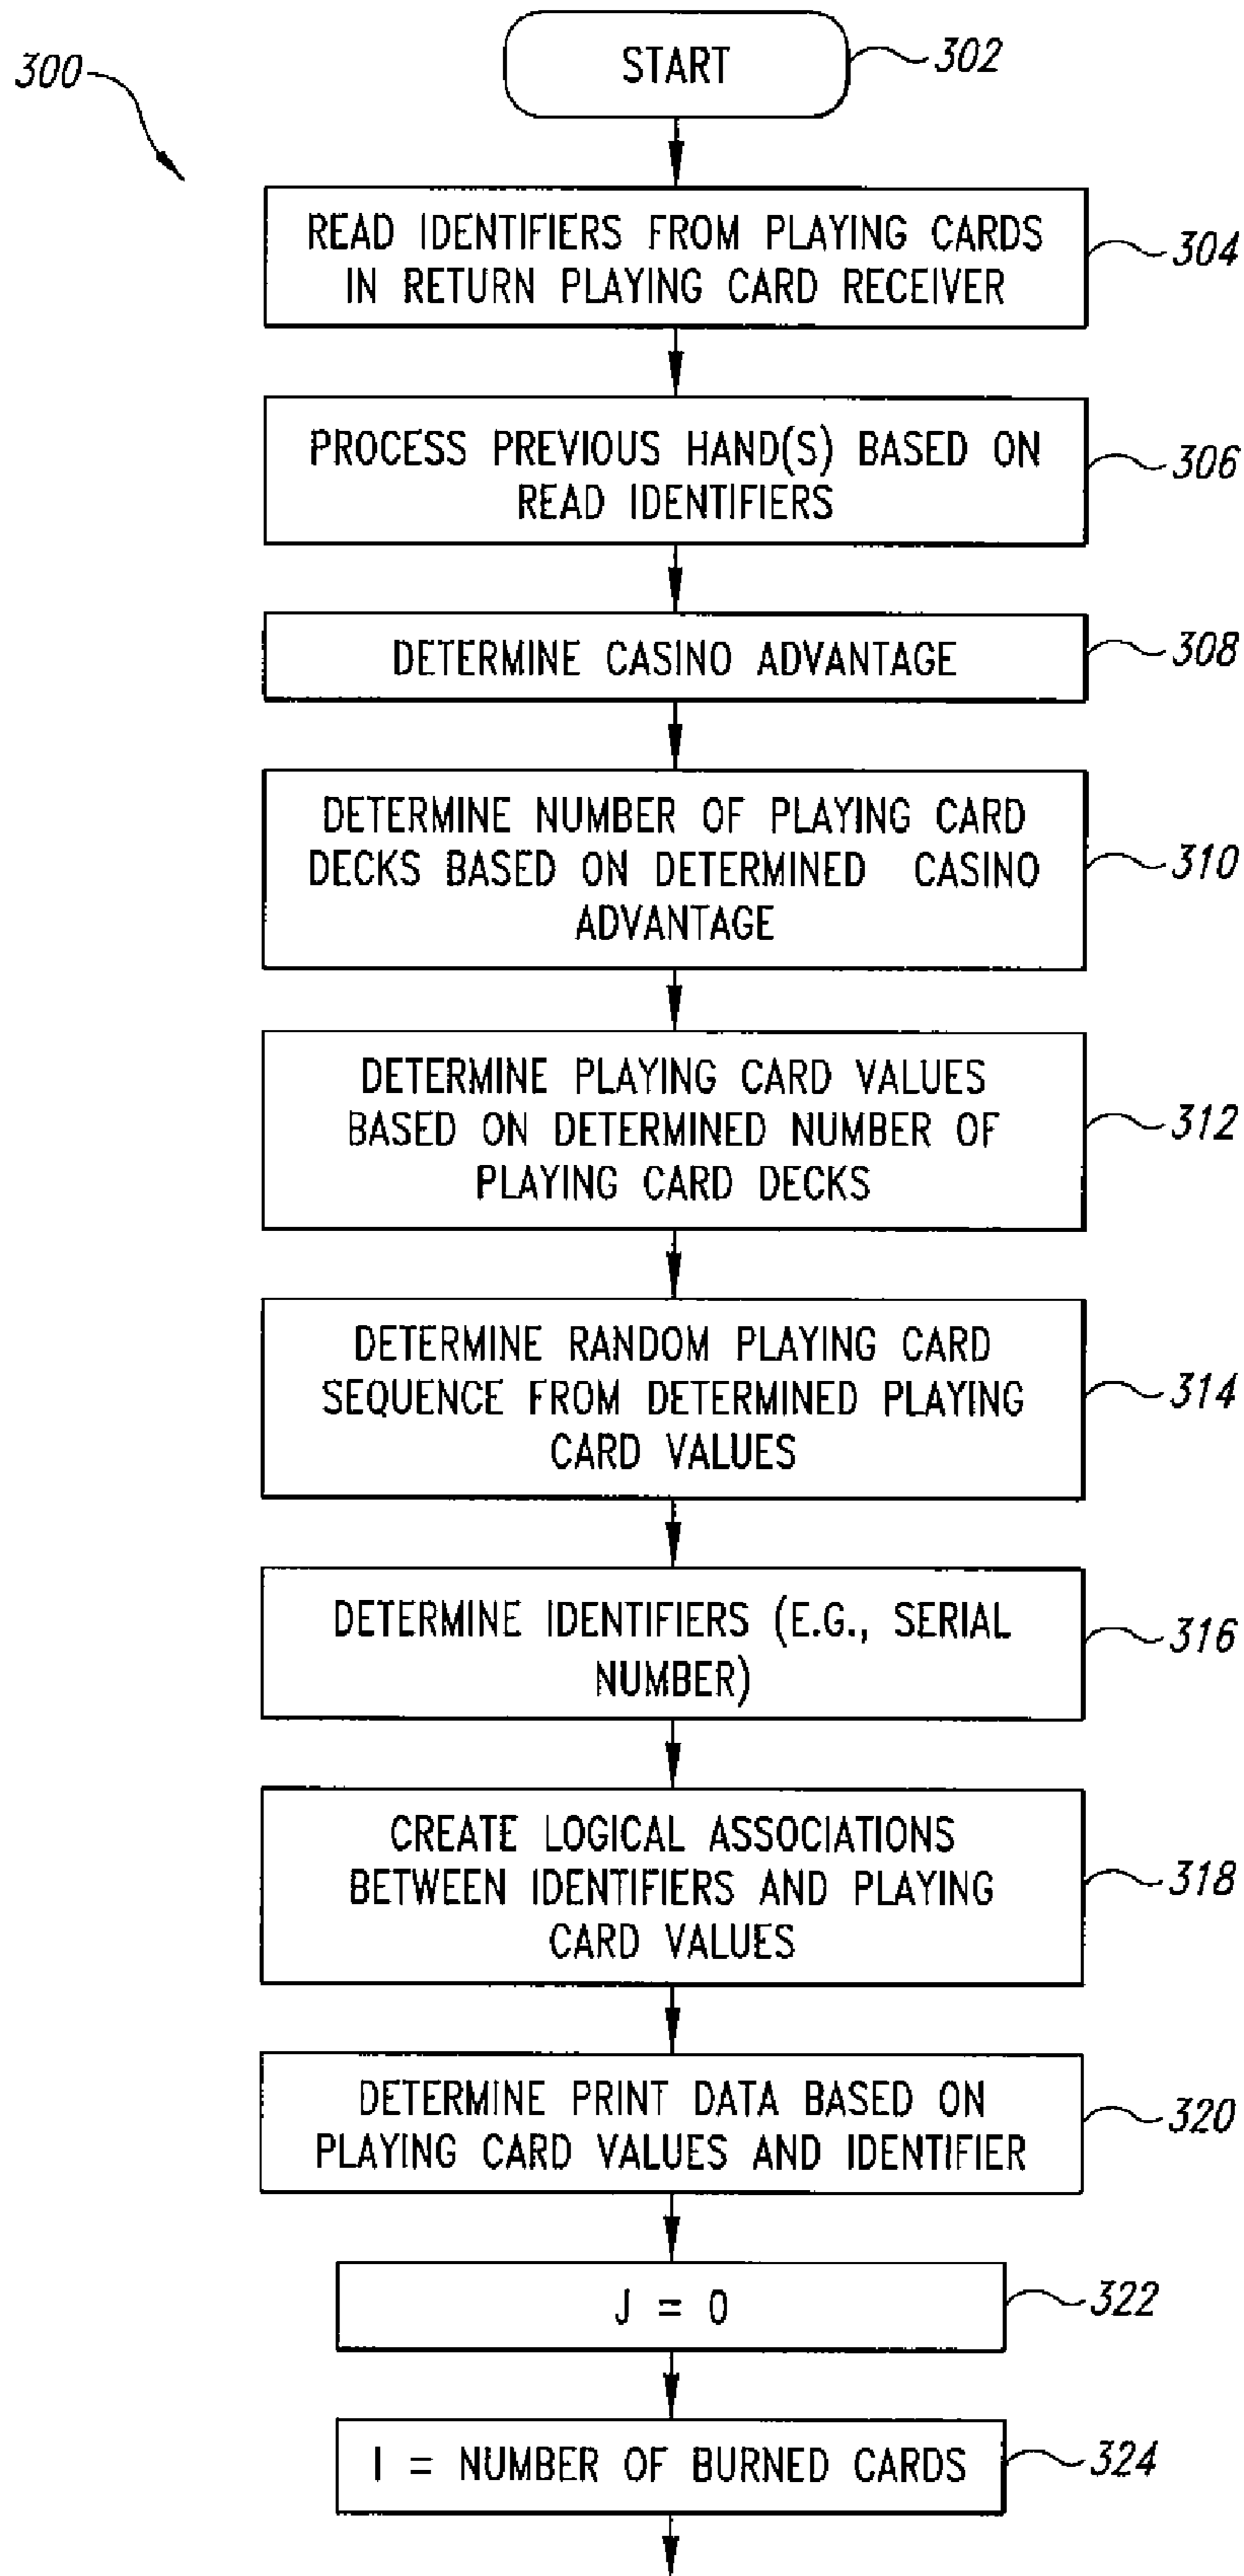 300
START
302
READ IDENTIFIERS FROM PLAYING CARDS
IN RETURN PLAYING CARD RECEIVER
304
PROCESS PREVIOUS HAND(S) BASED ON
READ IDENTIFIERS
306
DETERMINE CASINO ADVANTAGE
308
DETERMINE NUMBER OF PLAYING CARD
DECKS BASED ON DETERMINED CASINO
ADVANTAGE
310
DETERMINE PLAYING CARD VALUES
BASED ON DETERMINED NUMBER OF
PLAYING CARD DECKS
312
DETERMINE RANDOM PLAYING CARD
SEQUENCE FROM DETERMINED PLAYING
CARD VALUES
314
DETERMINE IDENTIFIERS (E.G., SERIAL
NUMBER)
316
CREATE LOGICAL ASSOCIATIONS
BETWEEN IDENTIFIERS AND PLAYING
CARD VALUES
318
DETERMINE PRINT DATA BASED ON
PLAYING CARD VALUES AND IDENTIFIER
320
J = 0
322
I = NUMBER OF BURNED CARDS
324